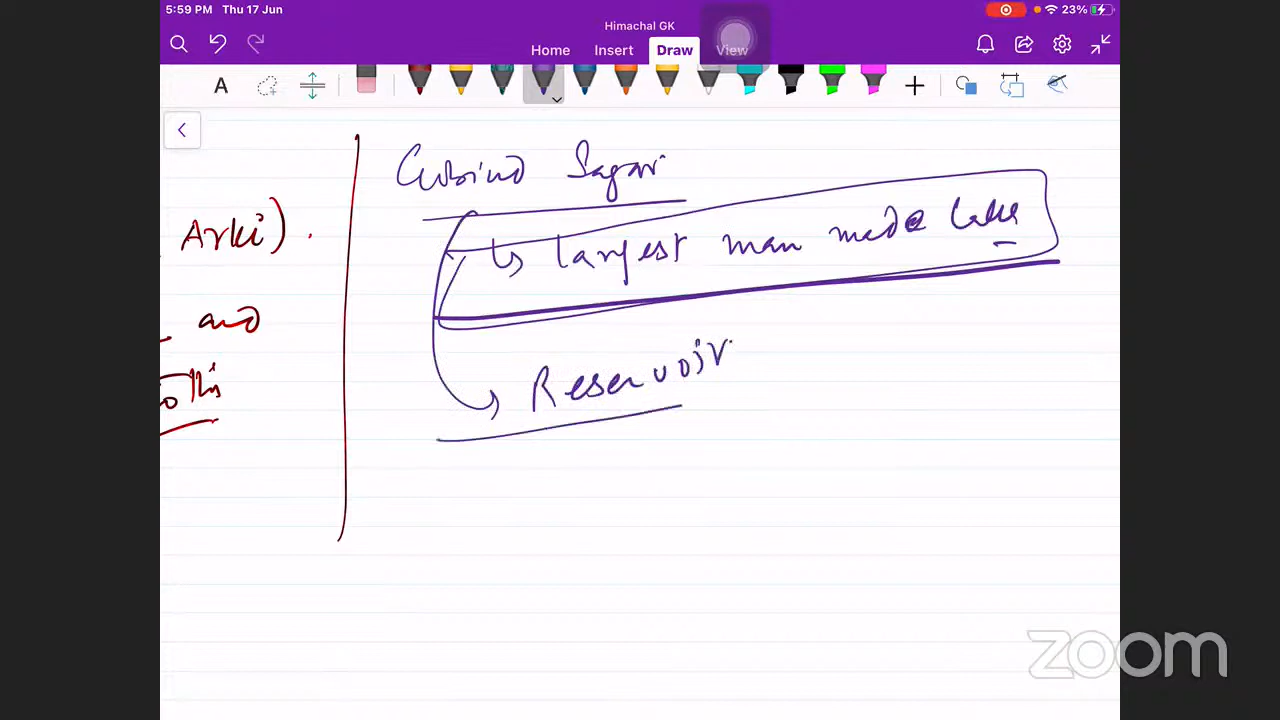 5:59 PM Thu 17 Jun
23%
Himachal GK
Home Insert Draw View
A
Arki).
and
Gobind Sagar
largest man made lake
Reservoir
zoom